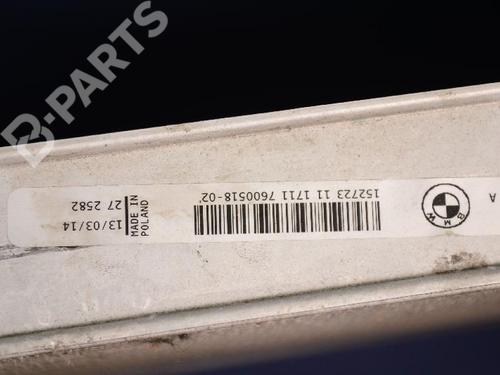 B-PARTS
152723 11 1711 7600518-02
MADE IN
POLAND
13/03/14
27 2582
BMW
A